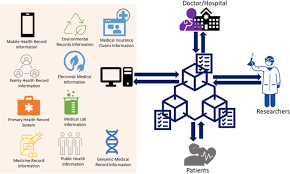 Doctor/Hospital
Mobile Health Record
Information
Environmental
Records Information
Medical Insurance
Claims Information
Family Health Record
Information
Electronic Medical
Information
Researchers
Primary Health Record
System
Medical Lab
Information
Medicine Record
Information
Public Health
Information
Genomic Medical
Record Information
Patients